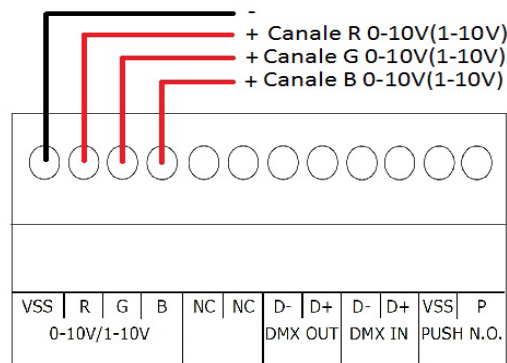 -
+ Canale R 0-10V(1-10V)
+ Canale G 0-10V(1-10V)
+ Canale B 0-10V(1-10V)
VSS R G B NC NC D- D+ D- D+ VSS P
0-10V/1-10V DMX OUT DMX IN PUSH N.O.